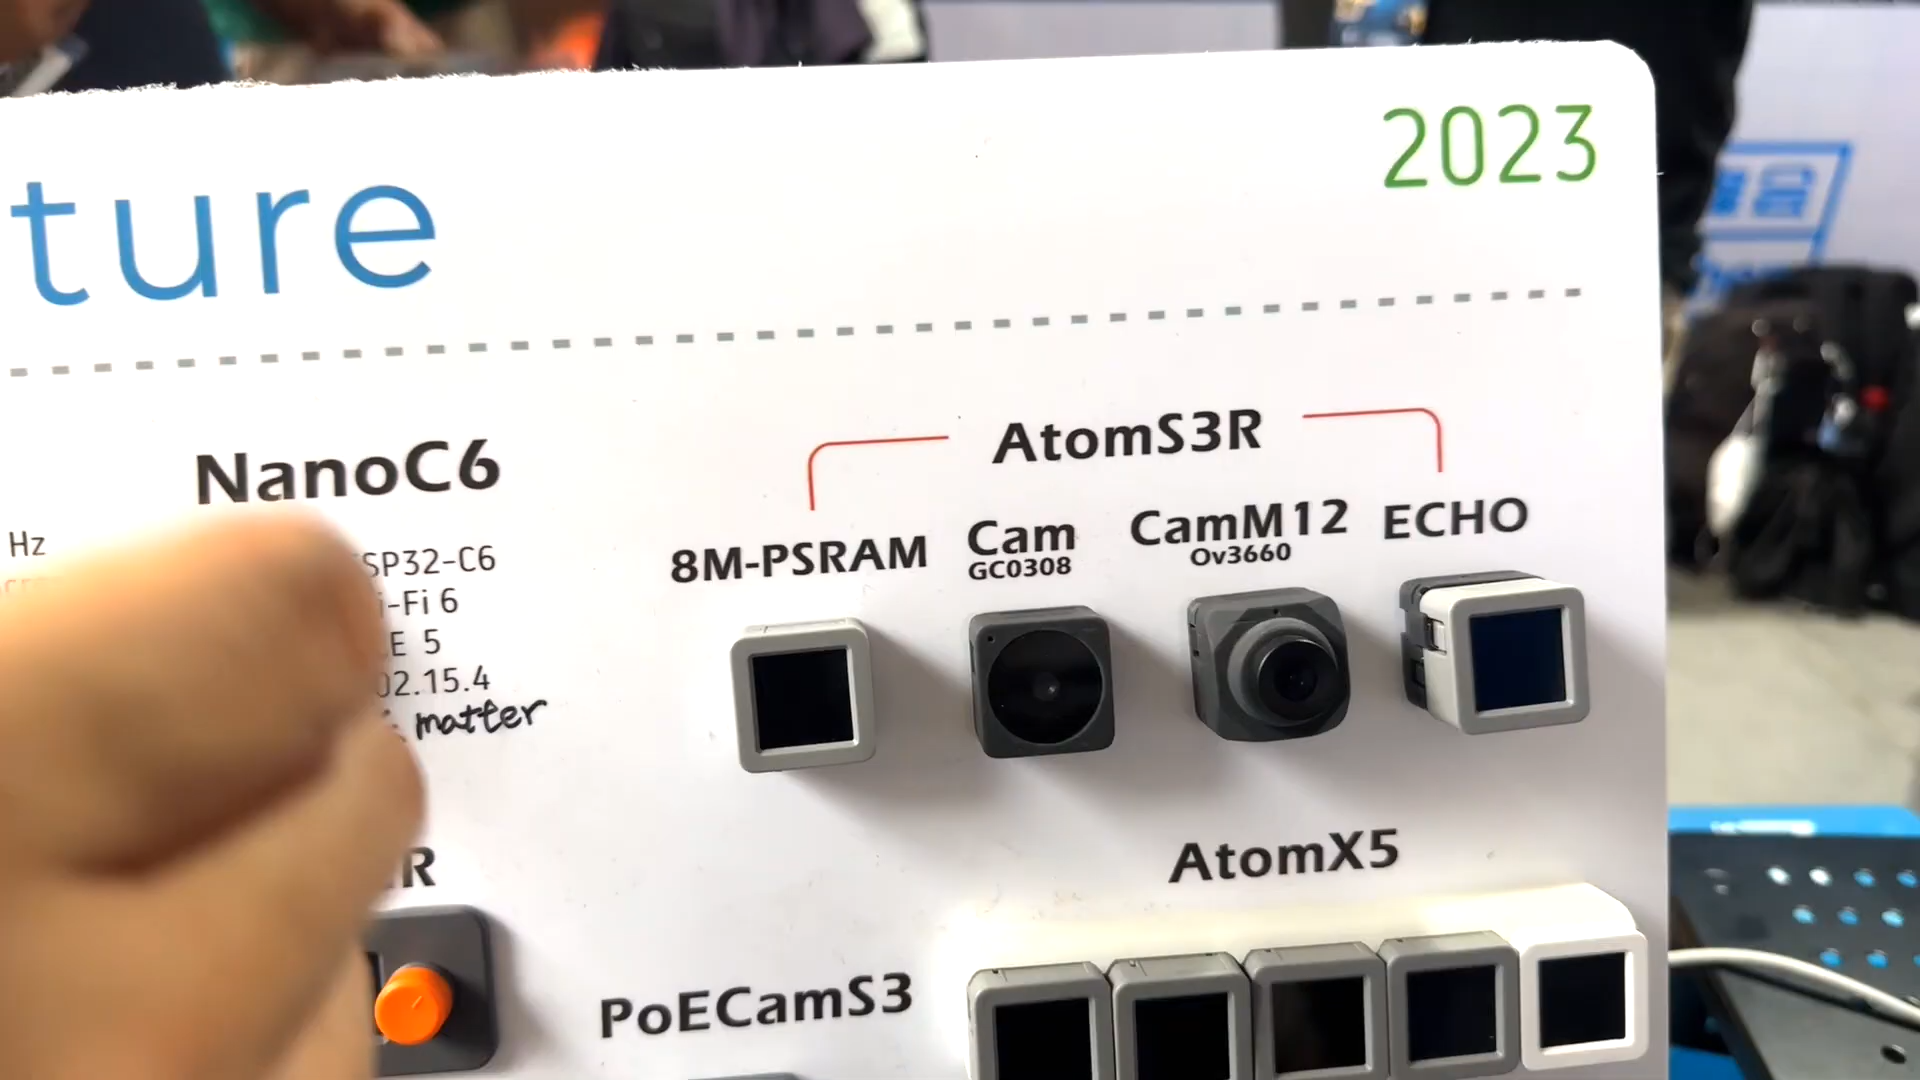 2023
ture
NanoC6
Hz
SP32-C6
i-Fi 6
E 5
02.15.4
matter
AtomS3R
8M-PSRAM
Cam
GC0308
CamM12
Ov3660
ECHO
R
AtomX5
PoECamS3